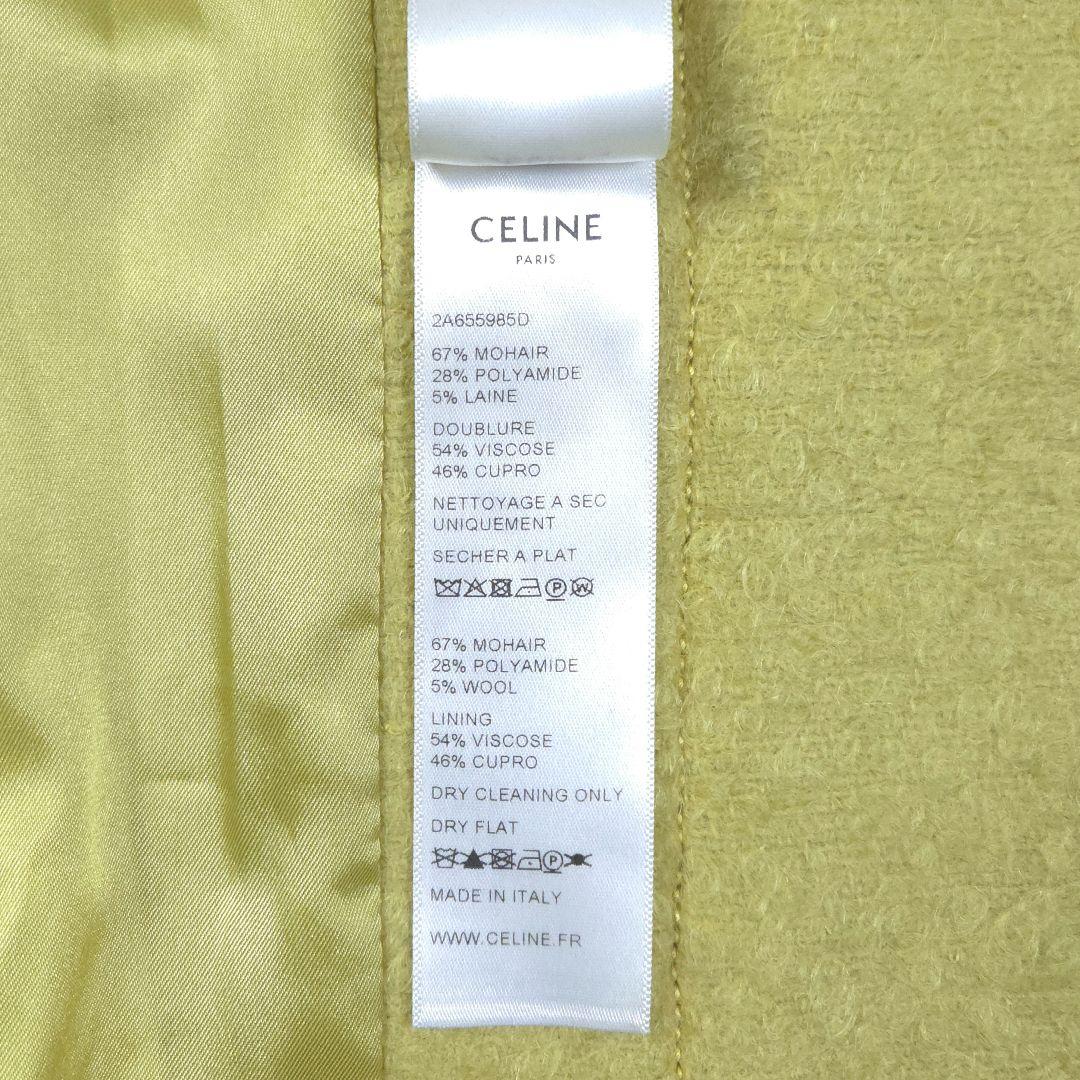 CELINE
PARIS
2A655985D
67% MOHAIR
28% POLYAMIDE
5% LAINE
DOUBLURE
54% VISCOSE
46% CUPRO
NETTOYAGE A SEC
UNIQUEMENT
SECHER A PLAT
P W
67% MOHAIR
28% POLYAMIDE
5% WOOL
LINING
54% VISCOSE
46% CUPRO
DRY CLEANING ONLY
DRY FLAT
P
MADE IN ITALY
WWW.CELINE.FR